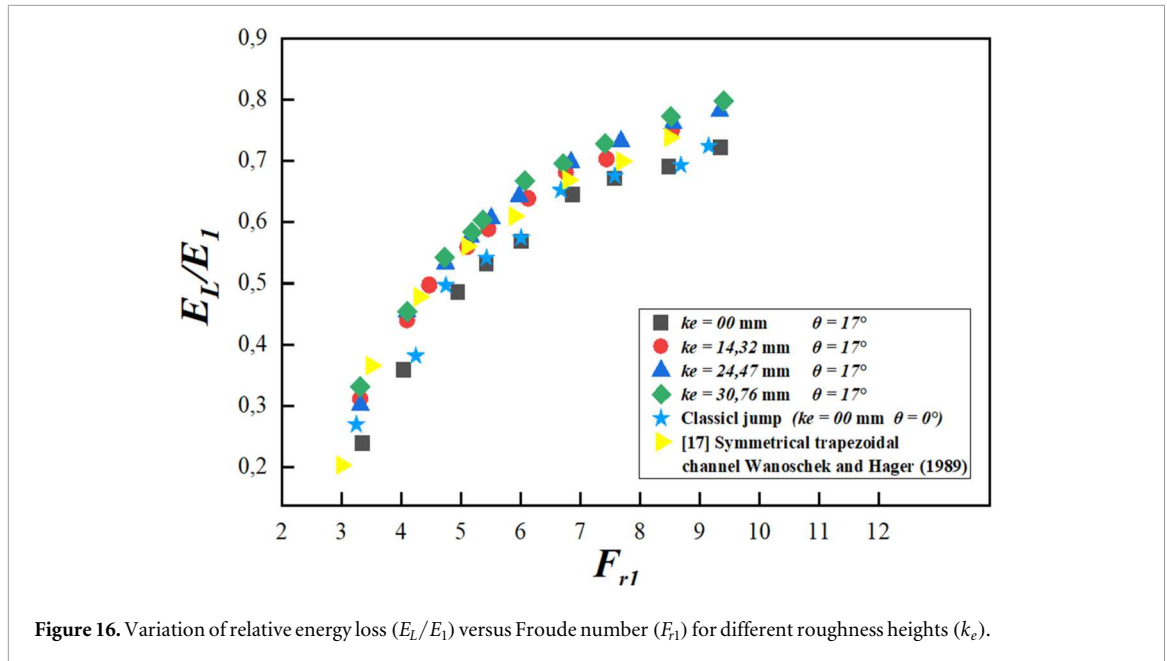 0,9
0,8
0,7
0,6
0,5
0,4
0,3
0,2
E_L/E_1
2 3 4 5 6 7 8 9 10 11 12
F_{r1}
ke = 00 mm θ = 17°
ke = 14,32 mm θ = 17°
ke = 24,47 mm θ = 17°
ke = 30,76 mm θ = 17°
Classicl jump (ke = 00 mm θ = 0°)
[17] Symmetrical trapezoidal
channel Wanoschek and Hager (1989)
Figure 16. Variation of relative energy loss (E_L/E_1) versus Froude number (F_{r1}) for different roughness heights (k_e).